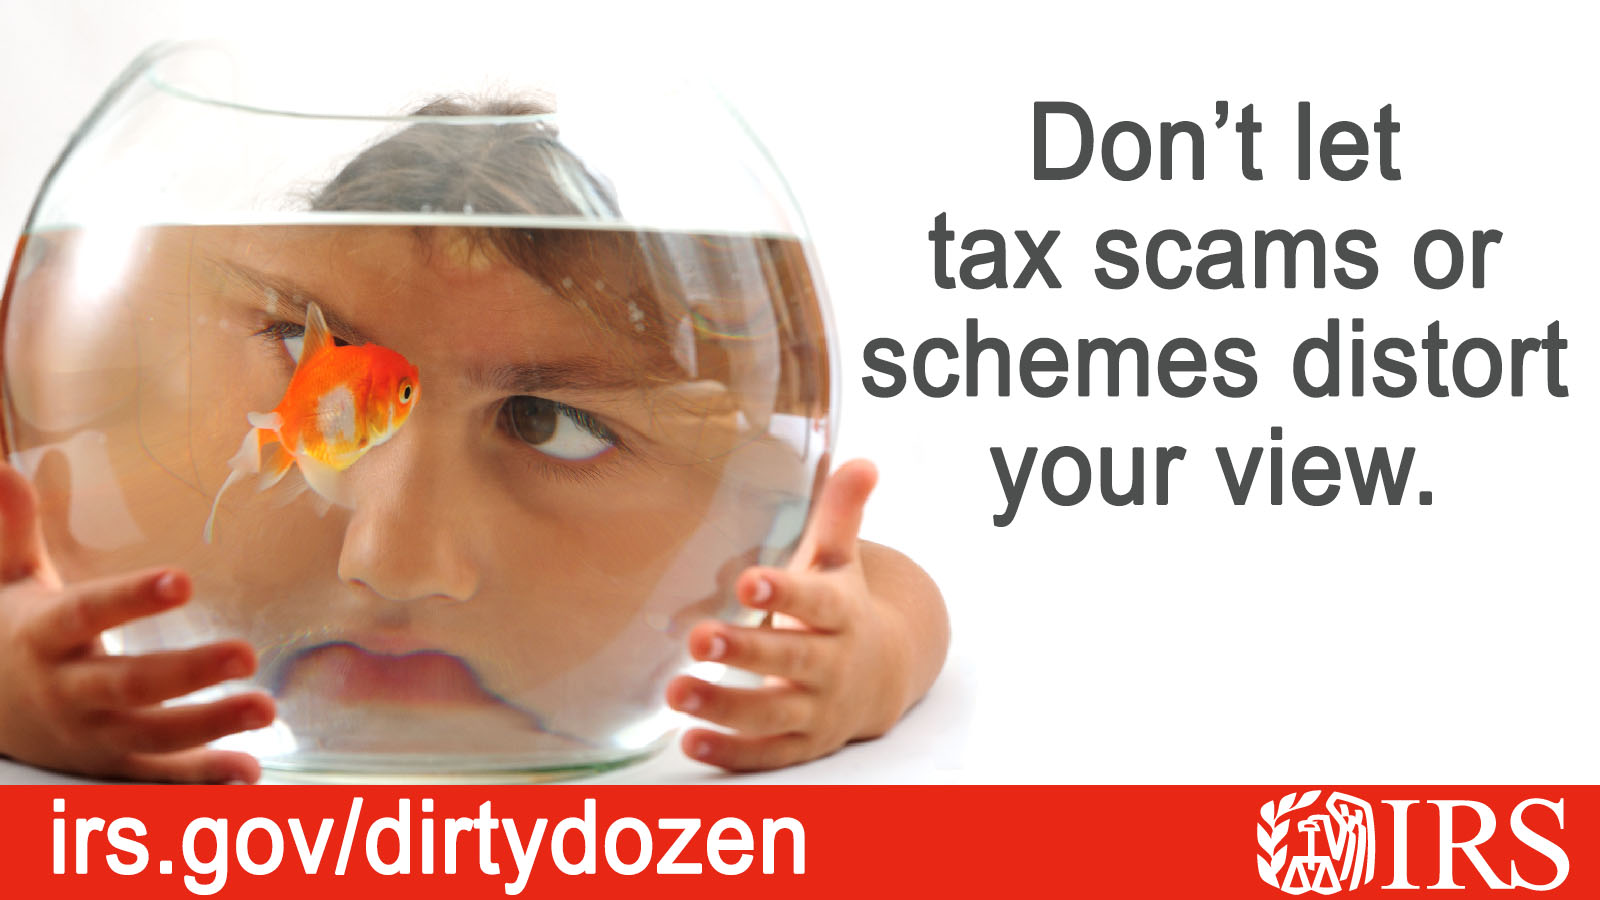 Don’t let
tax scams or
schemes distort
your view.
irs.gov/dirtydozen
IRS